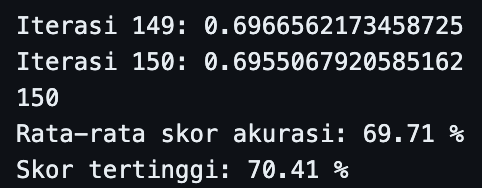 Iterasi 149: 0.6966562173458725
Iterasi 150: 0.6955067920585162
150
Rata-rata skor akurasi: 69.71 %
Skor tertinggi: 70.41 %